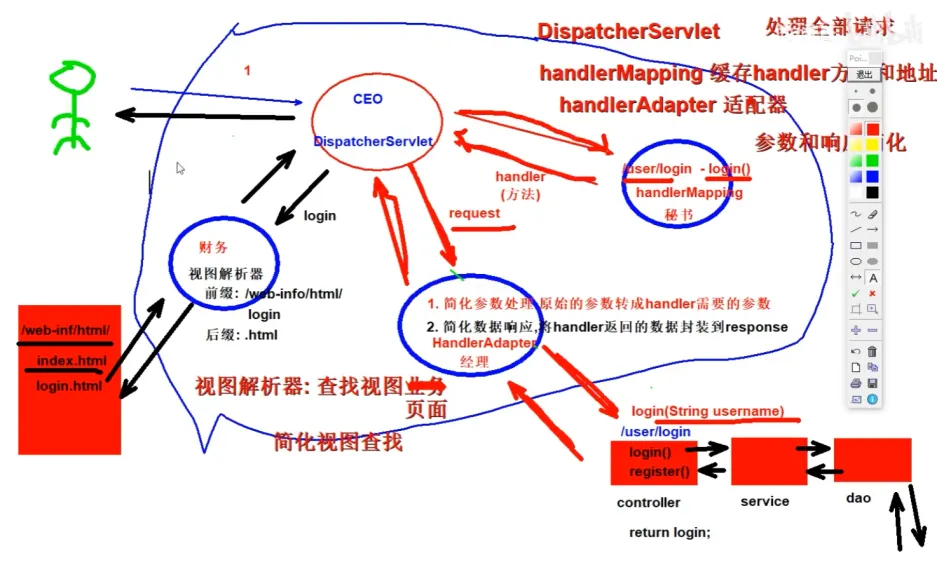 DispatcherServlet 处理全部请求
handlerMapping 缓存handler方 和地址
handlerAdapter 适配器
参数和响 化
1
CEO
DispatcherServlet
handler
(方法)
/user/login - login()
handlerMapping
秘书
login
request
财务
视图解析器
前缀: /web-info/html/
login
后缀: .html
1. 简化参数处理,原始的参数转成handler需要的参数
2. 简化数据响应,将handler返回的数据封装到response
HandlerAdapter
经理
/web-inf/html/
index.html
login.html
视图解析器: 查找视图业务
页面
简化视图查找
login(String username)
/user/login
login()
register()
controller
service
dao
return login;
Poi...
退出
A